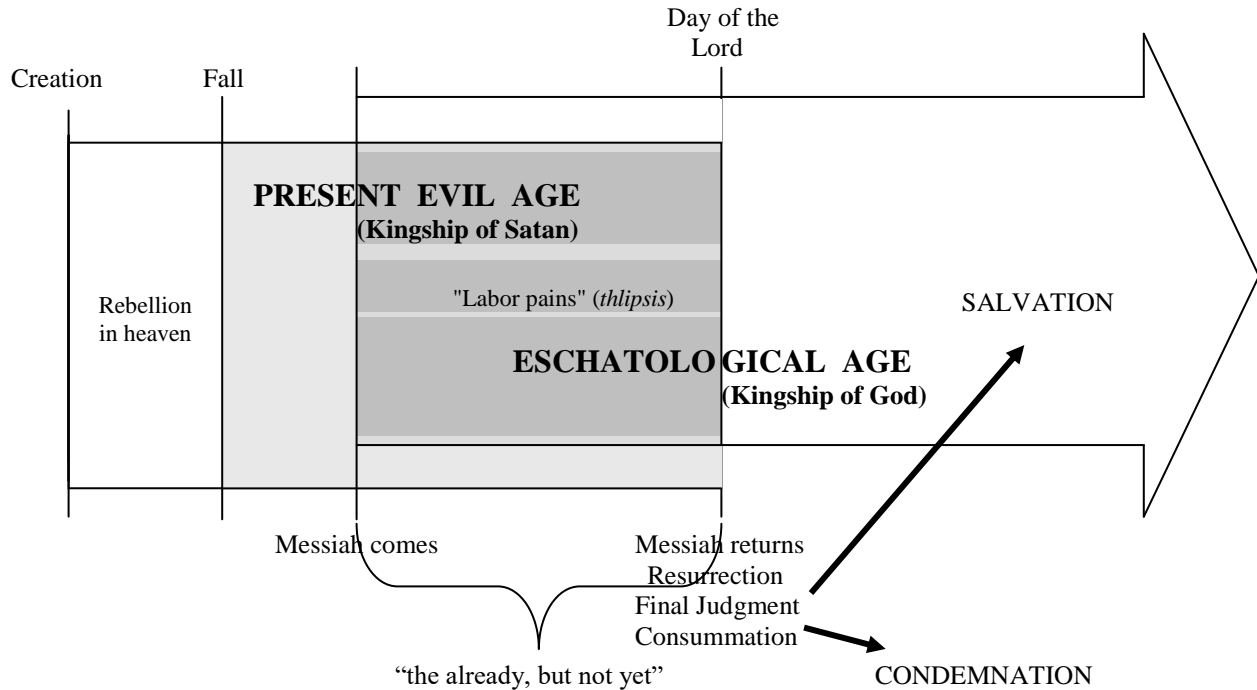 Day of the
Lord
Creation
Fall
PRESENT EVIL AGE
(Kingship of Satan)
Rebellion
in heaven
"Labor pains" (thlipsis)
SALVATION
ESCHATOLOGICAL AGE
(Kingship of God)
Messiah comes
Messiah returns
Resurrection
Final Judgment
Consummation
“the already, but not yet”
CONDEMNATION